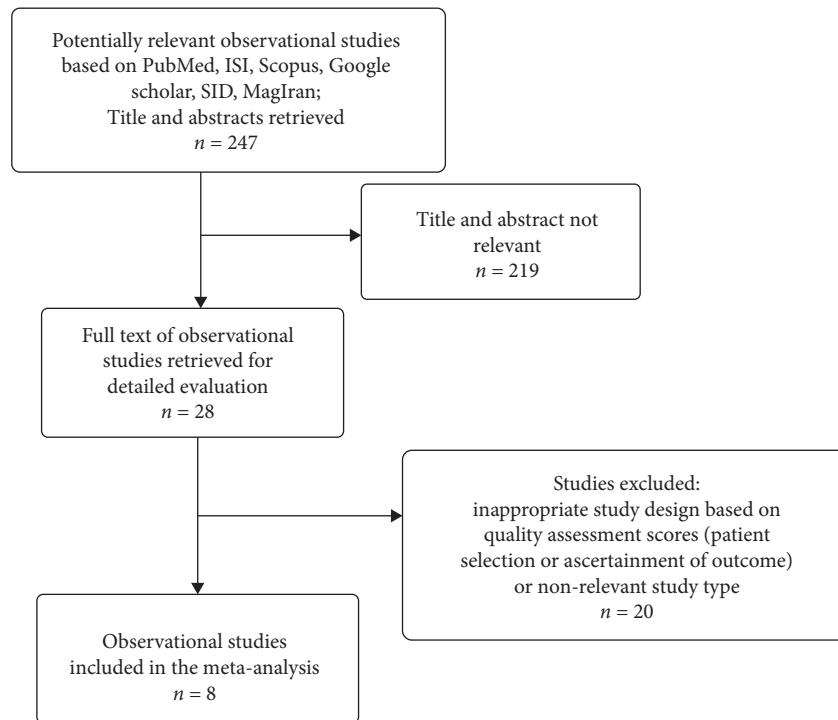 Potentially relevant observational studies
based on PubMed, ISI, Scopus, Google
scholar, SID, MagIran;
Title and abstracts retrieved
n = 247
Title and abstract not
relevant
n = 219
Full text of observational
studies retrieved for
detailed evaluation
n = 28
Studies excluded:
inappropriate study design based on
quality assessment scores (patient
selection or ascertainment of outcome)
or non-relevant study type
n = 20
Observational studies
included in the meta-analysis
n = 8